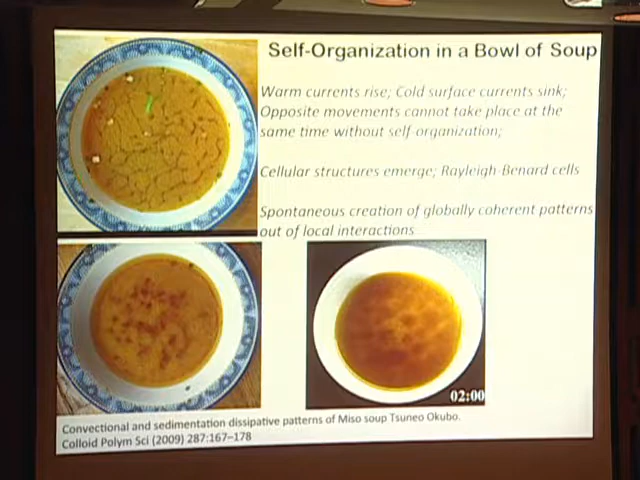 Self-Organization in a Bowl of Soup
Warm currents rise; Cold surface currents sink;
Opposite movements cannot take place at the
same time without self-organization;
Cellular structures emerge; Rayleigh-Benard cells
Spontaneous creation of globally coherent patterns
out of local interactions
02:00
Convectional and sedimentation dissipative patterns of Miso soup Tsuneo Okubo.
Colloid Polym Sci (2009) 287:167–178